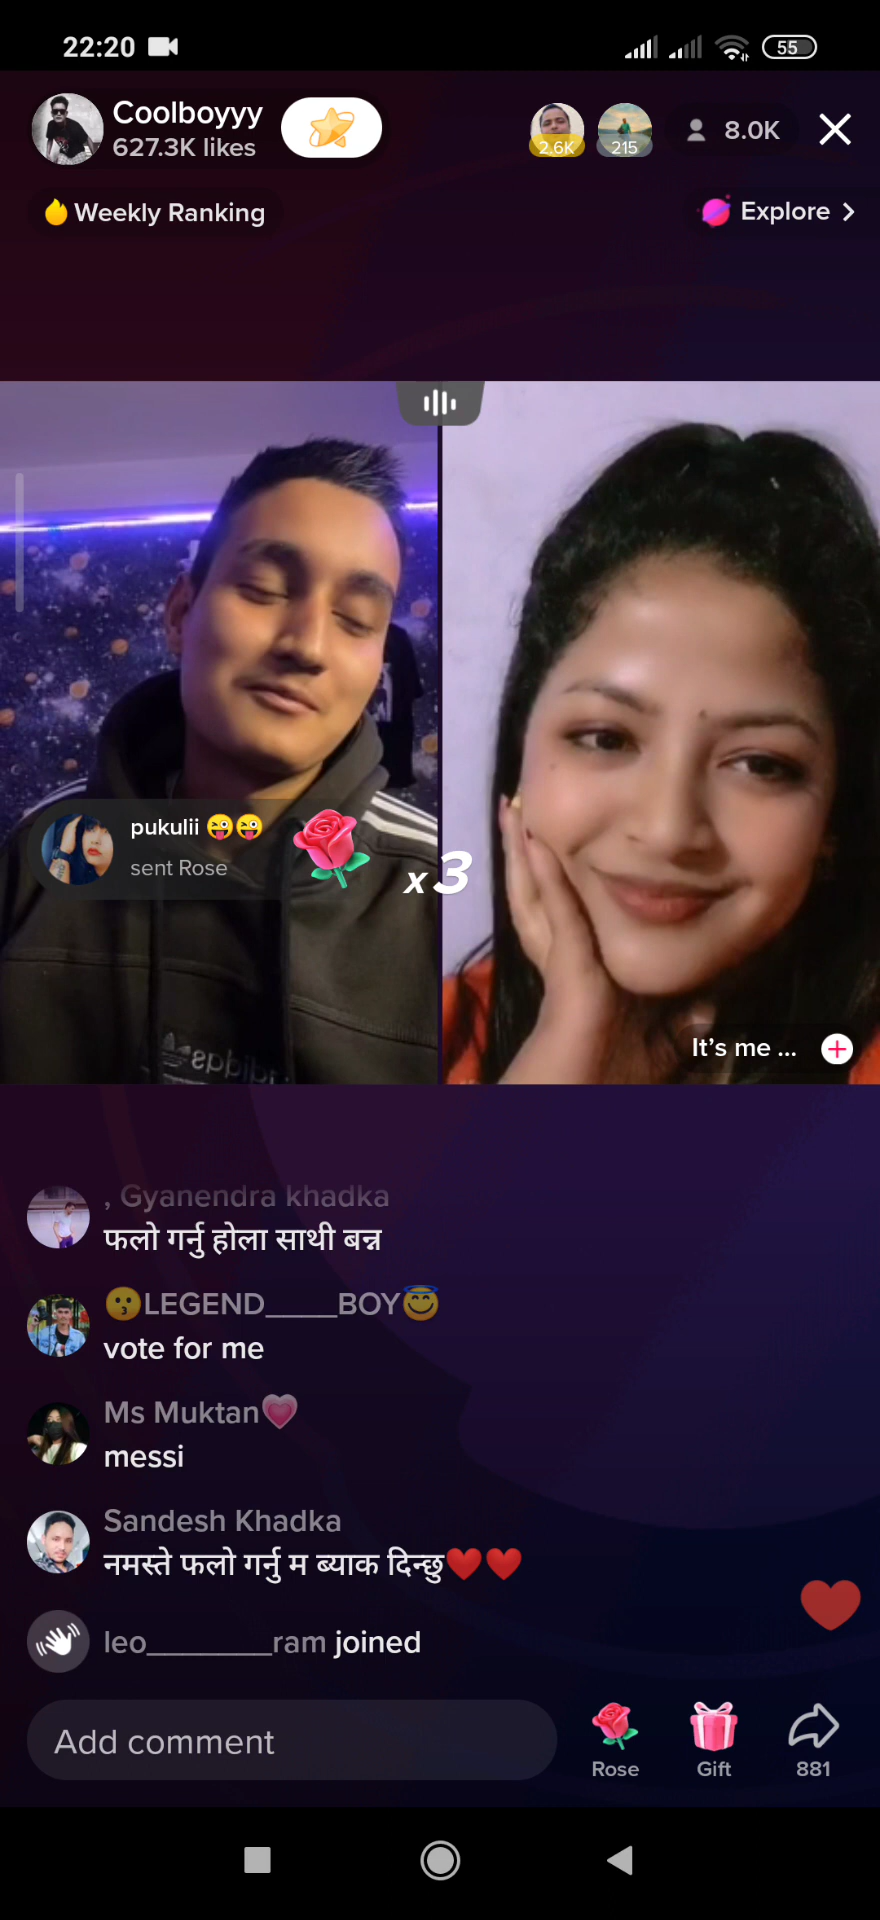 22:20
55
Coolboyyy
627.3K likes
2.6K
215
8.0K
Weekly Ranking
Explore
pukulii 😜😜
sent Rose
x3
adidas
It's me ...
, Gyanendra khadka
फलो गर्नु होला साथी बन्न
😗LEGEND____BOY😇
vote for me
Ms Muktan💗
messi
Sandesh Khadka
नमस्ते फलो गर्नु म ब्याक दिन्छु❤️❤️
leo_______ram joined
Add comment
Rose
Gift
881